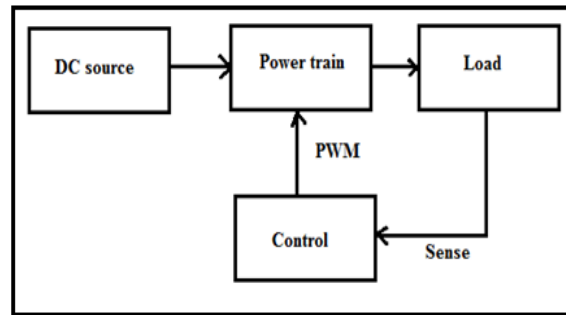 DC source
Power train
Load
PWM
Control
Sense